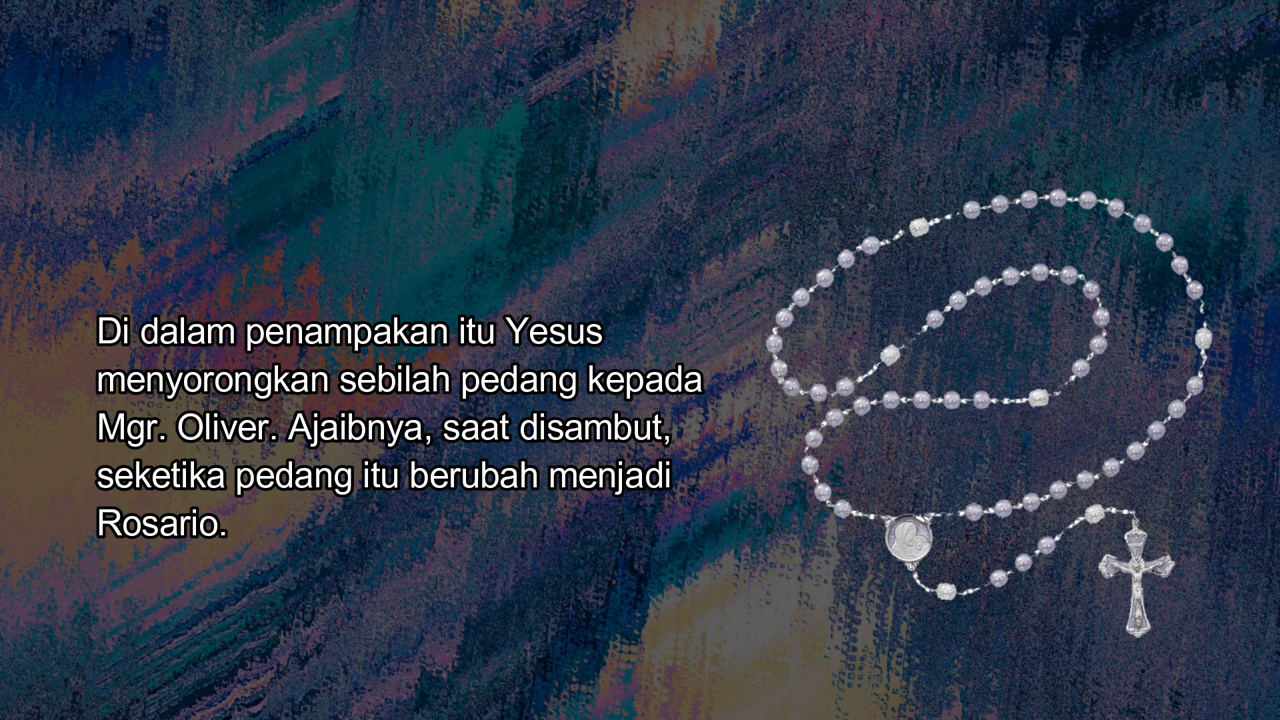 Di dalam penampakan itu Yesus
menyorongkan sebilah pedang kepada
Mgr. Oliver. Ajaibnya, saat disambut,
seketika pedang itu berubah menjadi
Rosario.